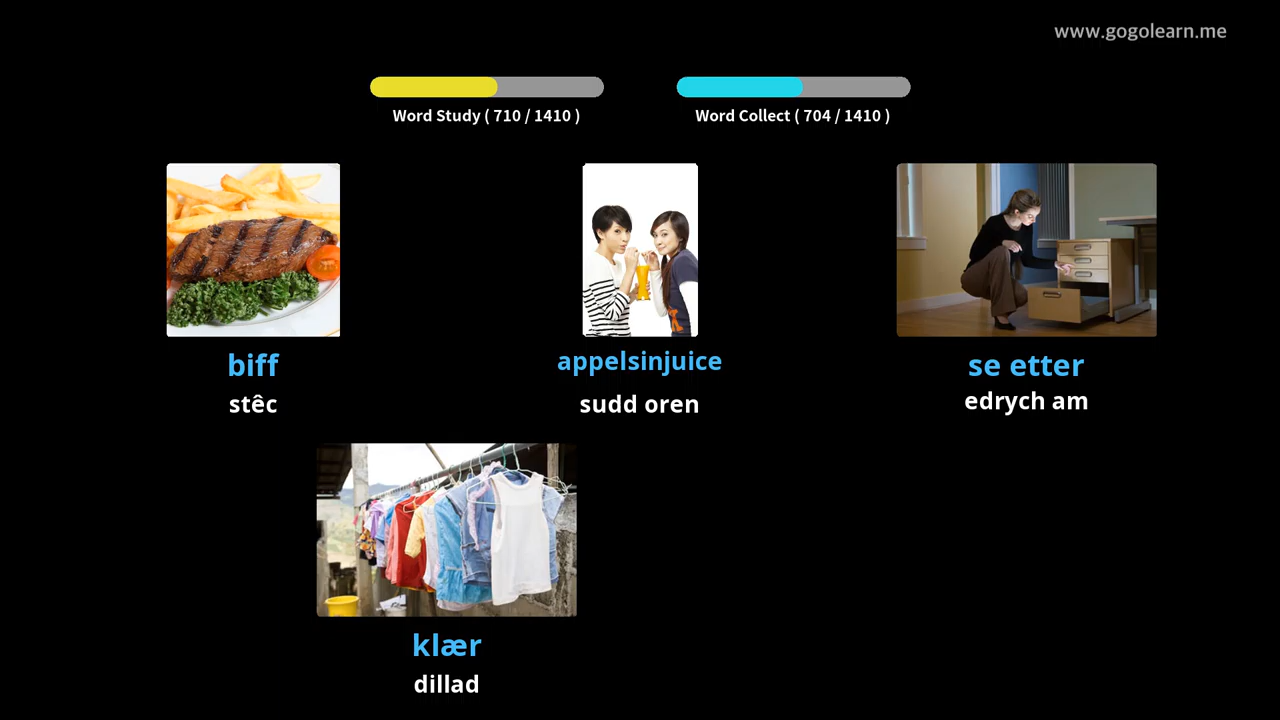 www.gogolearn.me
Word Study ( 710 / 1410 )
Word Collect ( 704 / 1410 )
biff
stêc
appelsinjuice
sudd oren
se etter
edrych am
klær
dillad